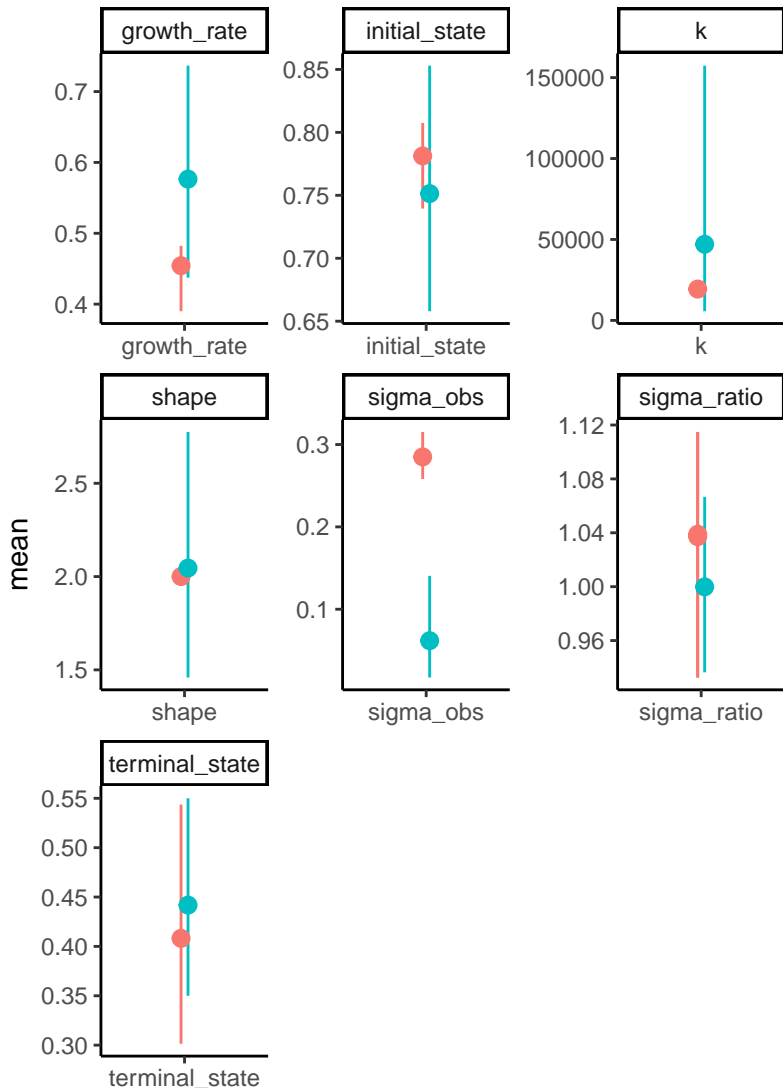 growth_rate
initial_state
k
0.7
0.6
0.5
0.4
0.85
0.80
0.75
0.70
0.65
150000
100000
50000
0
growth_rate
initial_state
k
shape
sigma_obs
sigma_ratio
2.5
2.0
1.5
0.3
0.2
0.1
1.12
1.08
1.04
1.00
0.96
mean
shape
sigma_obs
sigma_ratio
terminal_state
0.55
0.50
0.45
0.40
0.35
0.30
terminal_state